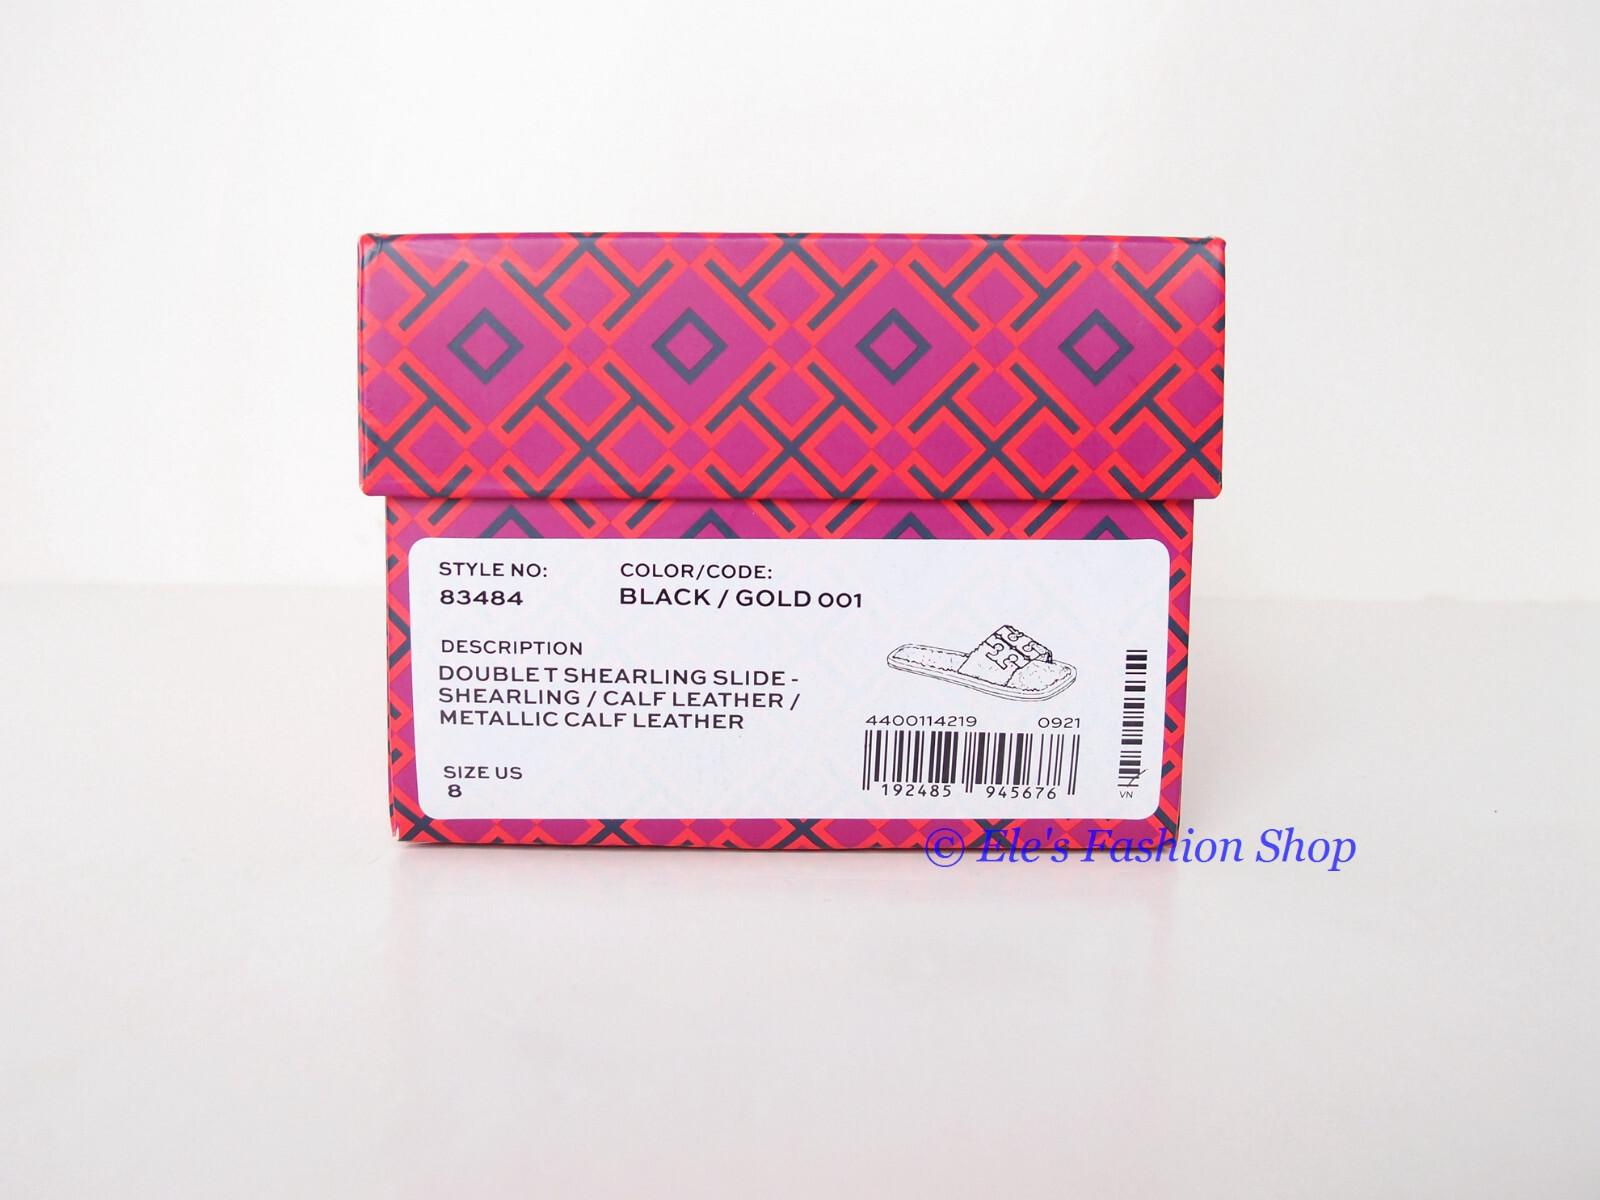 STYLE NO:
83484
COLOR/CODE:
BLACK / GOLD 001
DESCRIPTION
DOUBLE T SHEARLING SLIDE -
SHEARLING / CALF LEATHER /
METALLIC CALF LEATHER
SIZE US
8
4400114219 0921
192485 945676
VN
© Ele's Fashion Shop